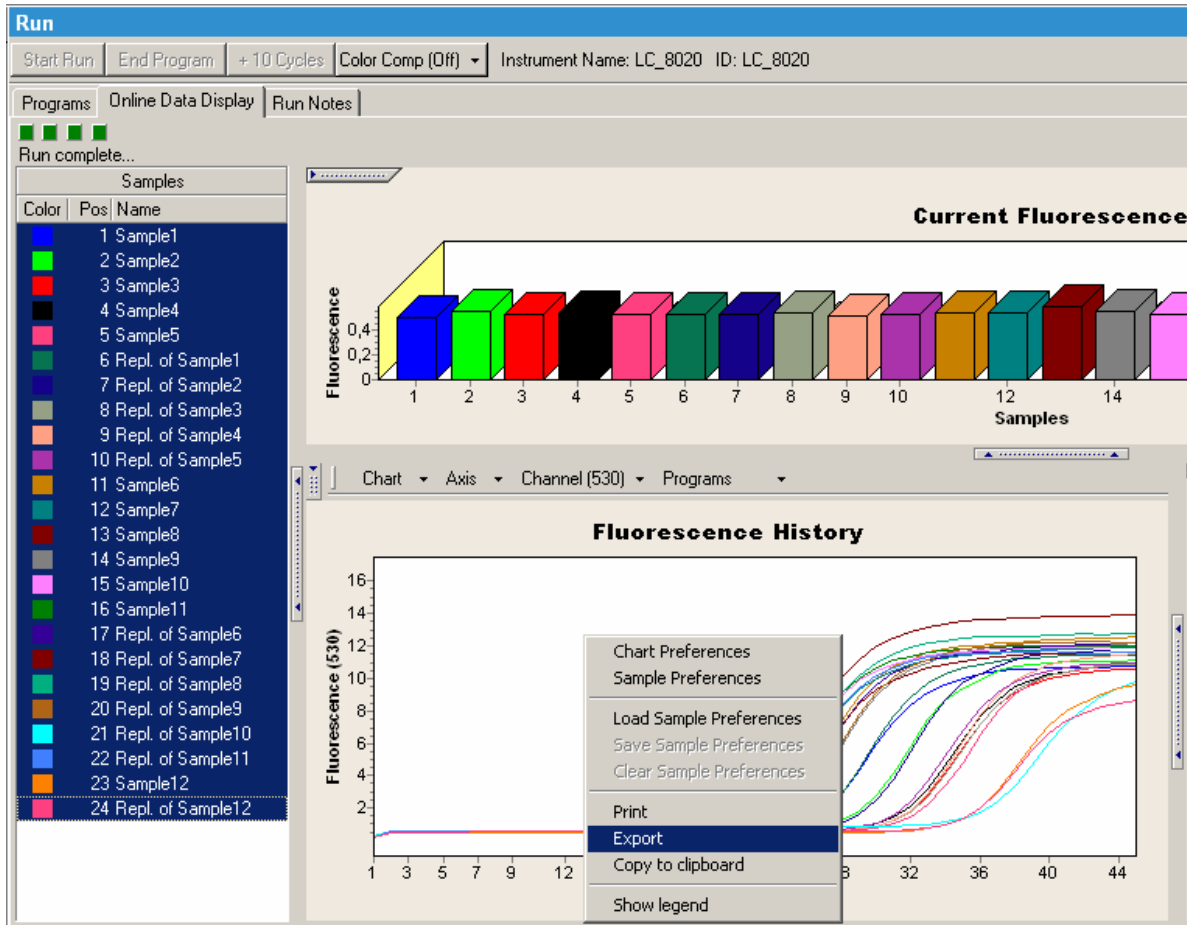 Run
Start Run End Program + 10 Cycles Color Comp (Off) Instrument Name: LC_8020 ID: LC_8020
Programs Online Data Display Run Notes
Run complete...
Samples
Color Pos Name
1 Sample1
2 Sample2
3 Sample3
4 Sample4
5 Sample5
6 Repl. of Sample1
7 Repl. of Sample2
8 Repl. of Sample3
9 Repl. of Sample4
10 Repl. of Sample5
11 Sample6
12 Sample7
13 Sample8
14 Sample9
15 Sample10
16 Sample11
17 Repl. of Sample6
18 Repl. of Sample7
19 Repl. of Sample8
20 Repl. of Sample9
21 Repl. of Sample10
22 Repl. of Sample11
23 Sample12
24 Repl. of Sample12
Current Fluorescence
Fluorescence
0,4
0,2
0
1 2 3 4 5 6 7 8 9 10 12 14
Samples
Chart Axis Channel (530) Programs
Fluorescence History
Fluorescence (530)
16
14
12
10
8
6
4
2
1 3 5 7 9 12 8 32 36 40 44
Chart Preferences
Sample Preferences
Load Sample Preferences
Save Sample Preferences
Clear Sample Preferences
Print
Export
Copy to clipboard
Show legend